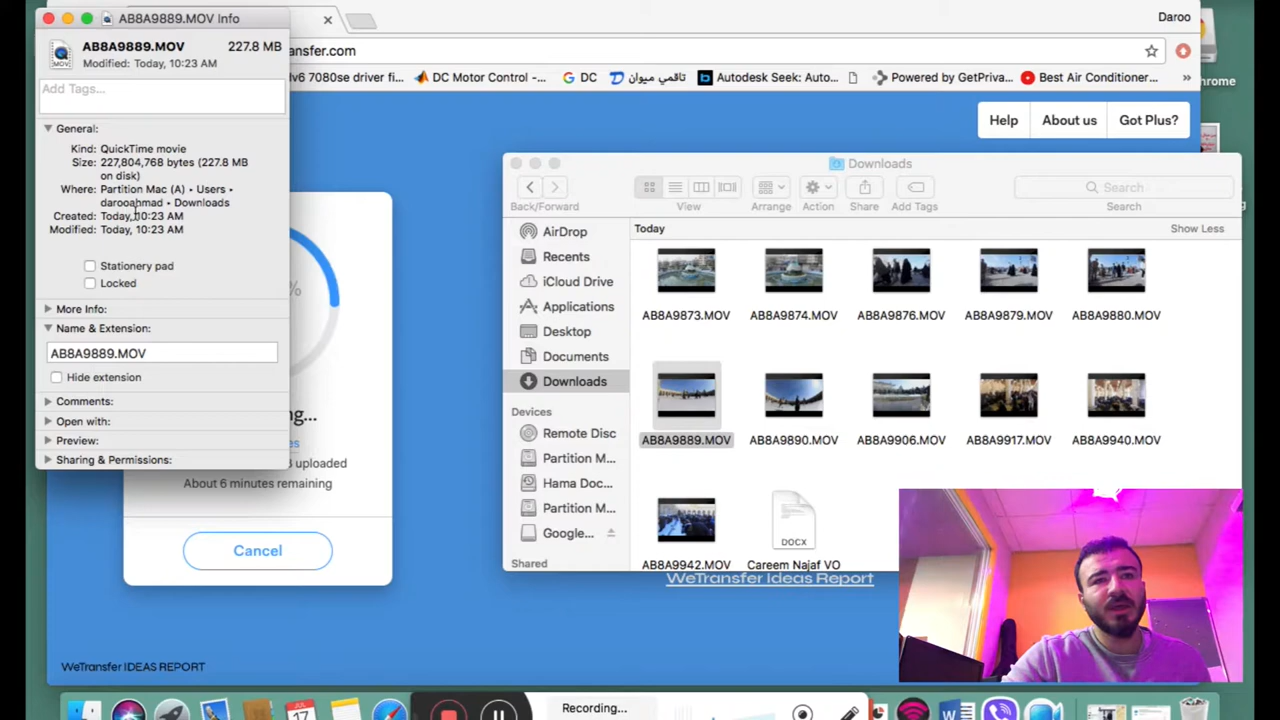 AB8A9889.MOV Info
AB8A9889.MOV 227.8 MB
Modified: Today, 10:23 AM
Add Tags...
General:
Kind: QuickTime movie
Size: 227,804,768 bytes (227.8 MB
on disk)
Where: Partition Mac (A) • Users •
darooahmad • Downloads
Created: Today, 10:23 AM
Modified: Today, 10:23 AM
Stationery pad
Locked
More Info:
Name & Extension:
AB8A9889.MOV
Hide extension
Comments:
Open with:
Preview:
Sharing & Permissions:
Daroo
ansfer.com
lv6 7080se driver fi...
DC Motor Control -...
DC
تاقمي میوان
Autodesk Seek: Auto...
Powered by GetPriva...
Best Air Conditioner...
»
hrome
Help
About us
Got Plus?
%
uploaded
About 6 minutes remaining
Cancel
Downloads
Back/Forward
View
Arrange
Action
Share
Add Tags
Search
Search
AirDrop
Recents
iCloud Drive
Applications
Desktop
Documents
Downloads
Devices
Remote Disc
Partition M...
Hama Doc...
Partition M...
Google...
Shared
Today
Show Less
AB8A9873.MOV
AB8A9874.MOV
AB8A9876.MOV
AB8A9879.MOV
AB8A9880.MOV
AB8A9889.MOV
AB8A9890.MOV
AB8A9906.MOV
AB8A9917.MOV
AB8A9940.MOV
AB8A9942.MOV
DOCX
Careem Najaf VO
WeTransfer Ideas Report
WeTransfer IDEAS REPORT
17
Recording...